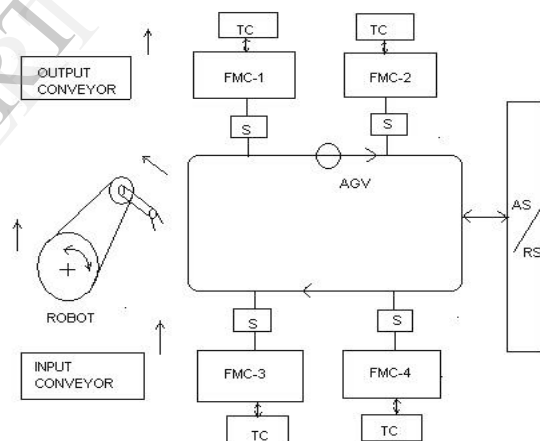 TC
TC
OUTPUT
CONVEYOR
FMC-1
FMC-2
S
S
AGV
AS
RS
ROBOT
S
S
INPUT
CONVEYOR
FMC-3
FMC-4
TC
TC